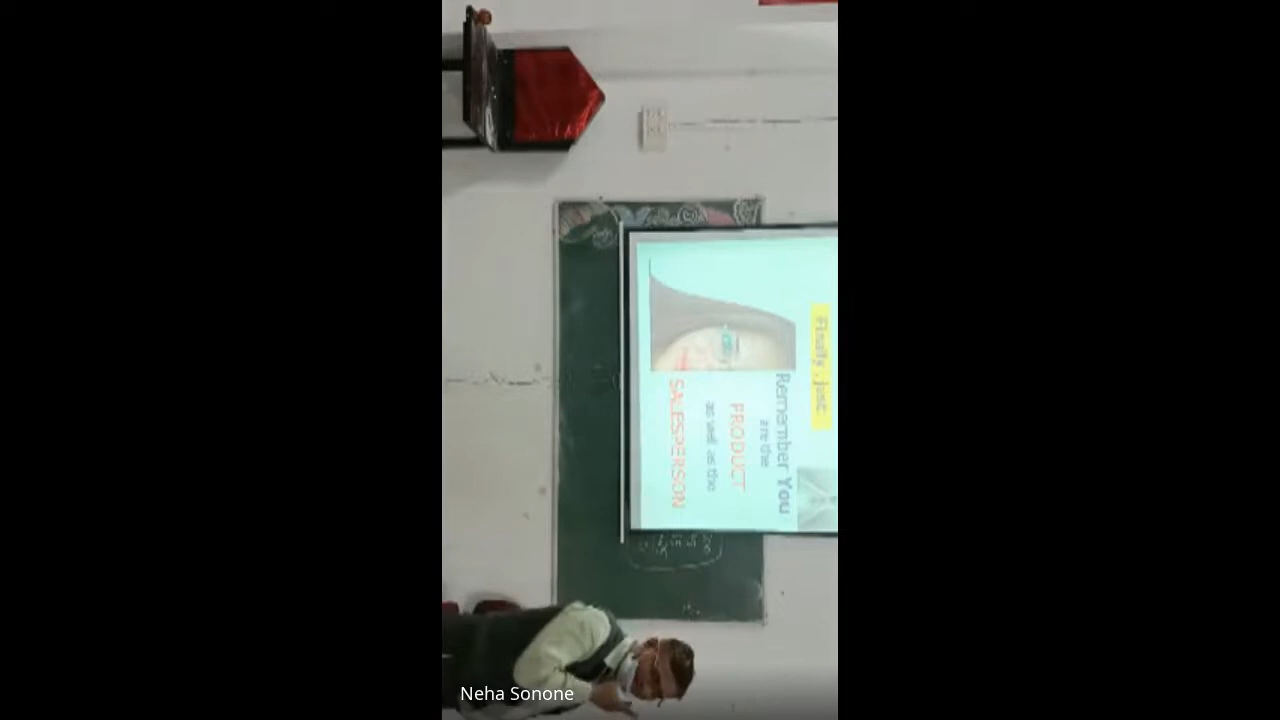 Finally , just
Remember You
are the
PRODUCT
as well as the
SALESPERSON
Neha Sonone